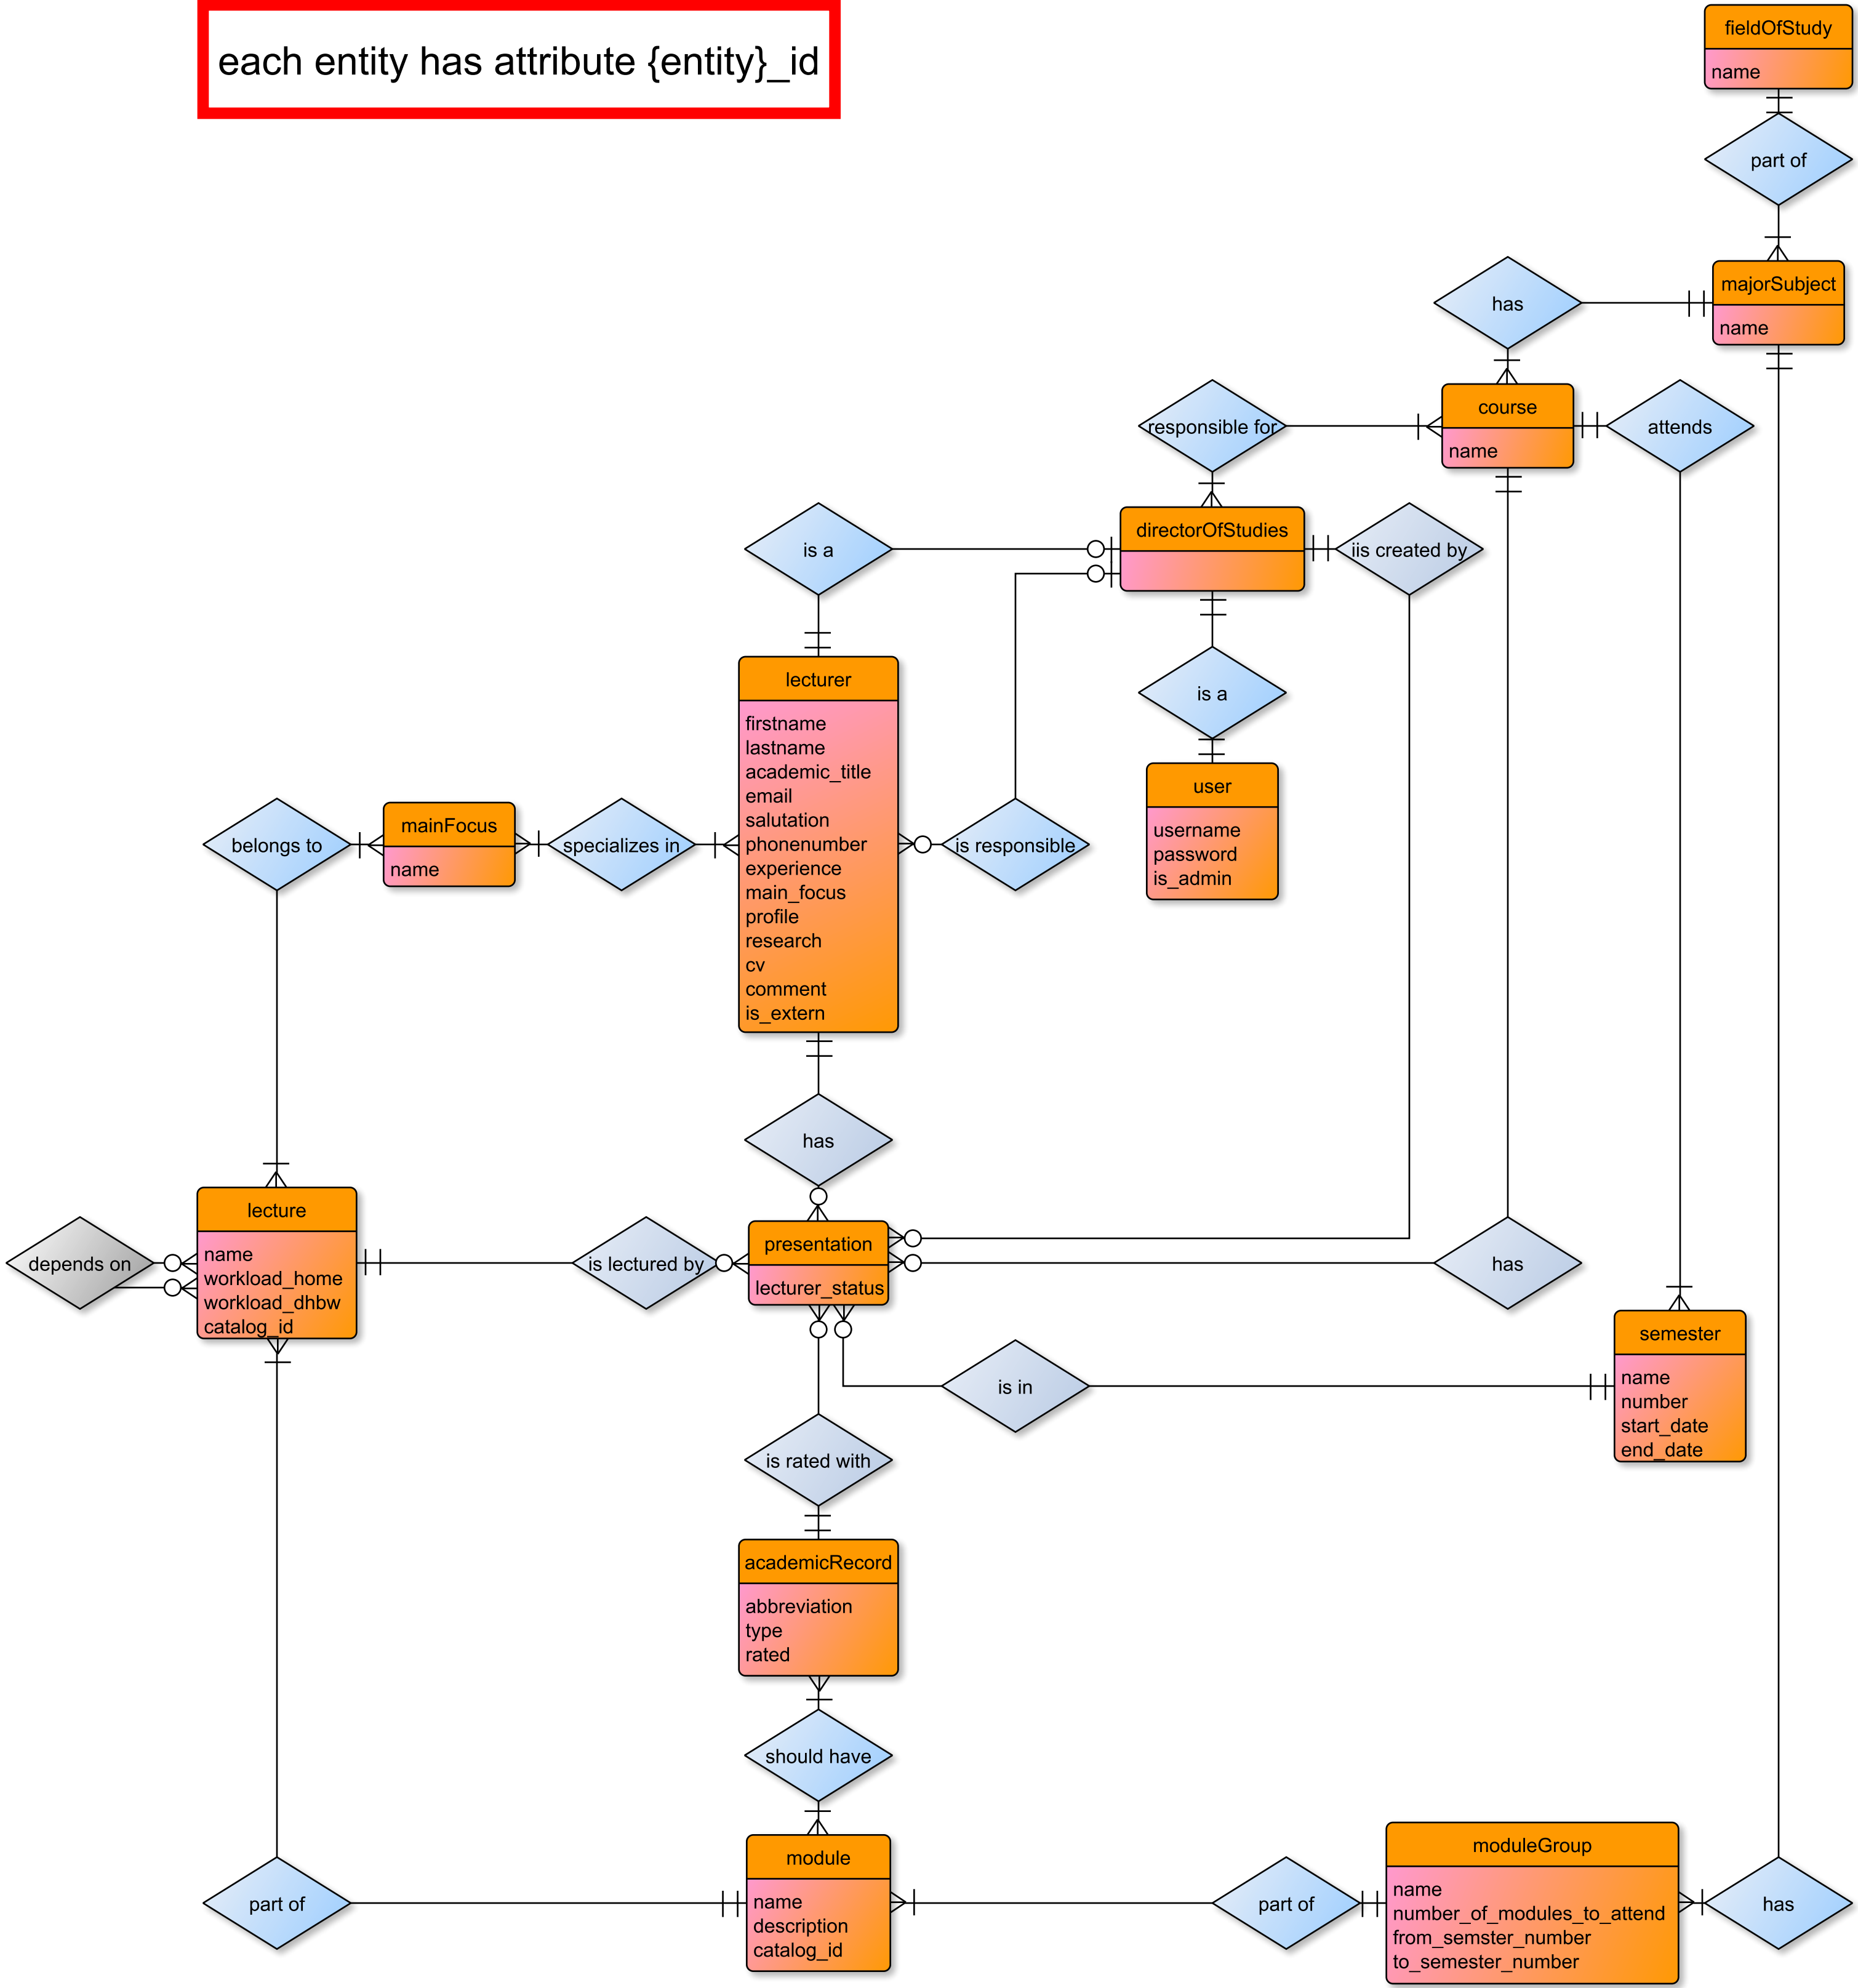 each entity has attribute {entity}_id
fieldOfStudy
name
part of
majorSubject
name
has
course
name
attends
responsible for
directorOfStudies
iis created by
is a
is a
user
username
password
is_admin
lecturer
firstname
lastname
academic_title
email
salutation
phonenumber
experience
main_focus
profile
research
cv
comment
is_extern
is responsible
specializes in
mainFocus
name
belongs to
has
lecture
name
workload_home
workload_dhbw
catalog_id
depends on
is lectured by
presentation
lecturer_status
has
is in
semester
name
number
start_date
end_date
is rated with
academicRecord
abbreviation
type
rated
should have
part of
module
name
description
catalog_id
part of
moduleGroup
name
number_of_modules_to_attend
from_semster_number
to_semester_number
has